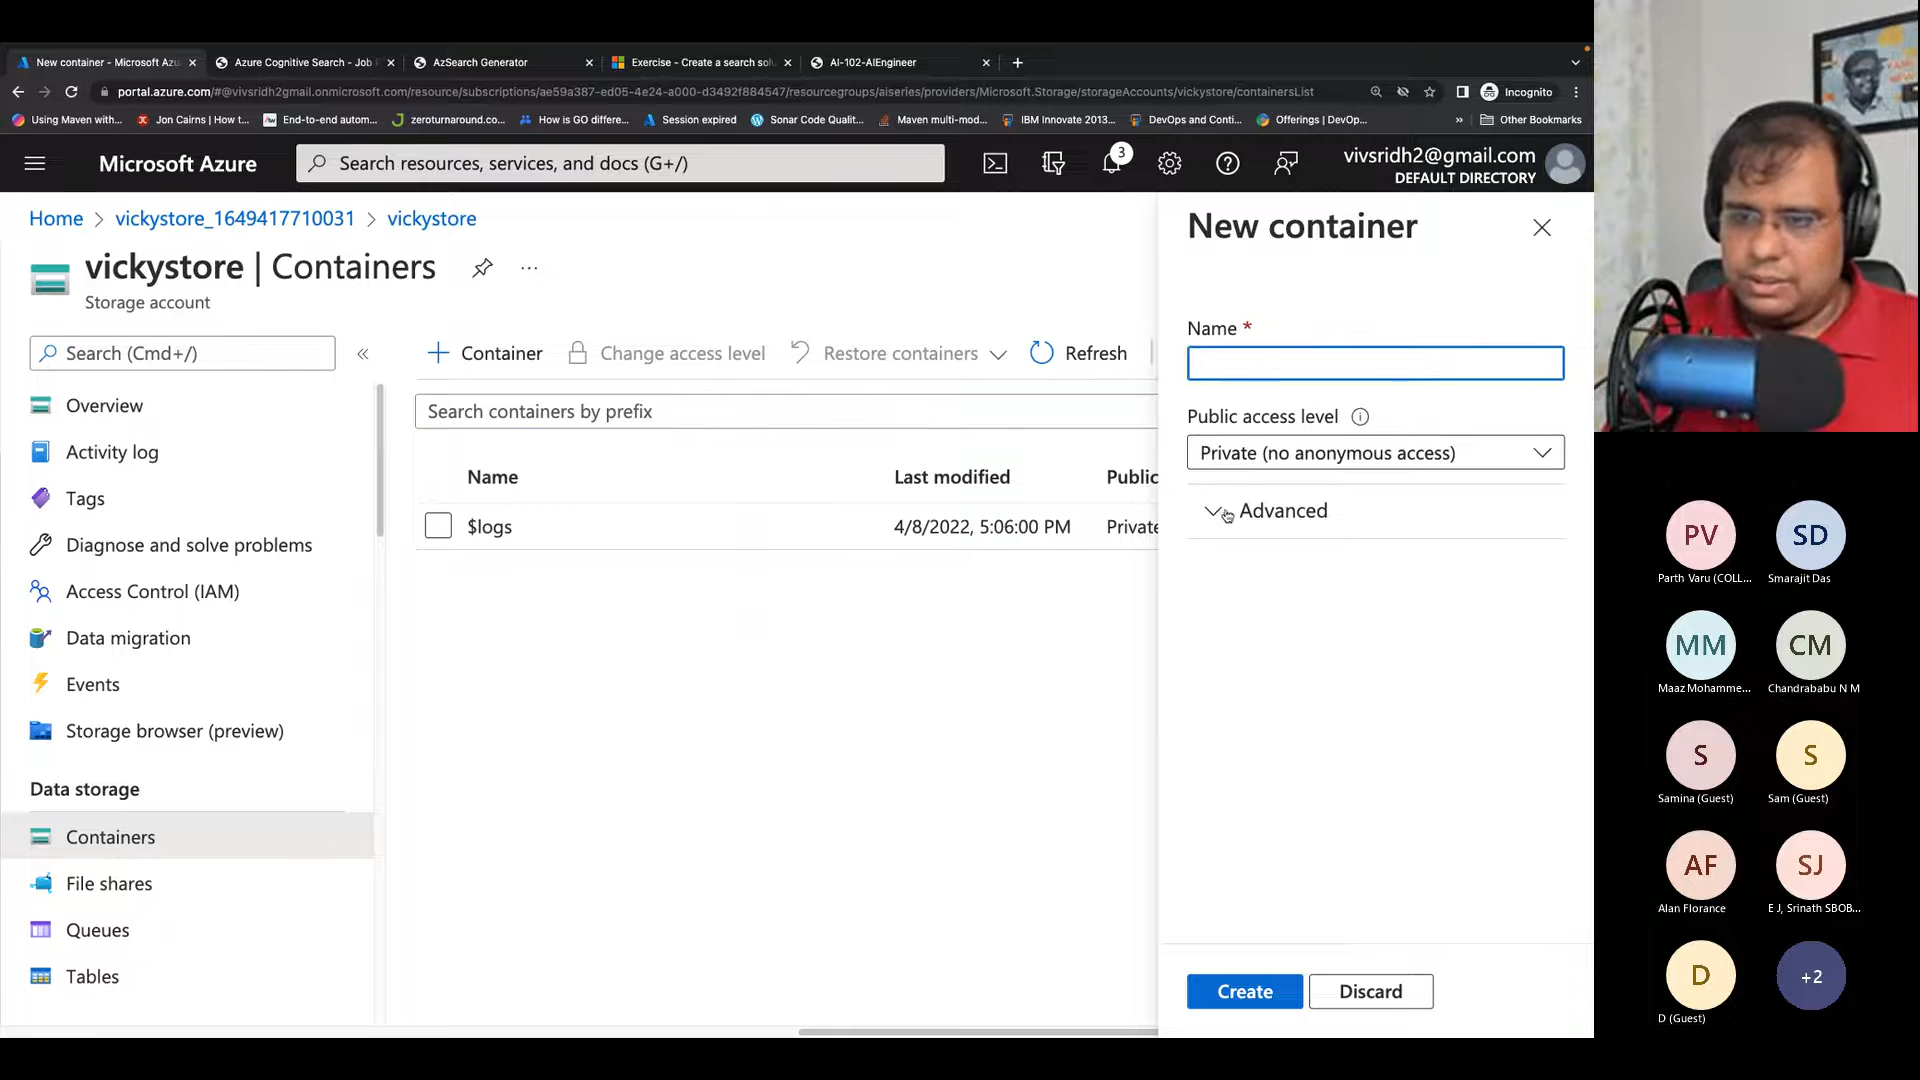 New container - Microsoft Azu
Azure Cognitive Search - Job
AzSearch Generator
Exercise - Create a search solu
AI-102-AIEngineer
portal.azure.com/#@vivsridh2gmail.onmicrosoft.com/resource/subscriptions/ae59a387-ed05-4e24-a000-d3492f884547/resourcegroups/aiseries/providers/Microsoft.Storage/storageAccounts/vickystore/containersList
Incognito
Using Maven with...
Jon Cairns | How t...
End-to-end autom...
zeroturnaround.co...
How is GO differe...
Session expired
Sonar Code Qualit...
Maven multi-mod...
IBM Innovate 2013...
DevOps and Conti...
Offerings | DevOp...
»
Other Bookmarks
Microsoft Azure
Search resources, services, and docs (G+/)
3
vivsridh2@gmail.com
DEFAULT DIRECTORY
Home > vickystore_1649417710031 > vickystore
vickystore | Containers
...
Storage account
Search (Cmd+/)
«
Overview
Activity log
Tags
Diagnose and solve problems
Access Control (IAM)
Data migration
Events
Storage browser (preview)
Data storage
Containers
File shares
Queues
Tables
Container
Change access level
Restore containers
Refresh
Search containers by prefix
Name Last modified Public
$logs 4/8/2022, 5:06:00 PM Private
New container
Name *
Public access level
Private (no anonymous access)
Advanced
Create
Discard
PV SD
Parth Varu (COLL... Smarajit Das
MM CM
Maaz Mohamme... Chandrababu N M
S S
Samina (Guest) Sam (Guest)
AF SJ
Alan Florance E J, Srinath SBOB...
D +2
D (Guest)